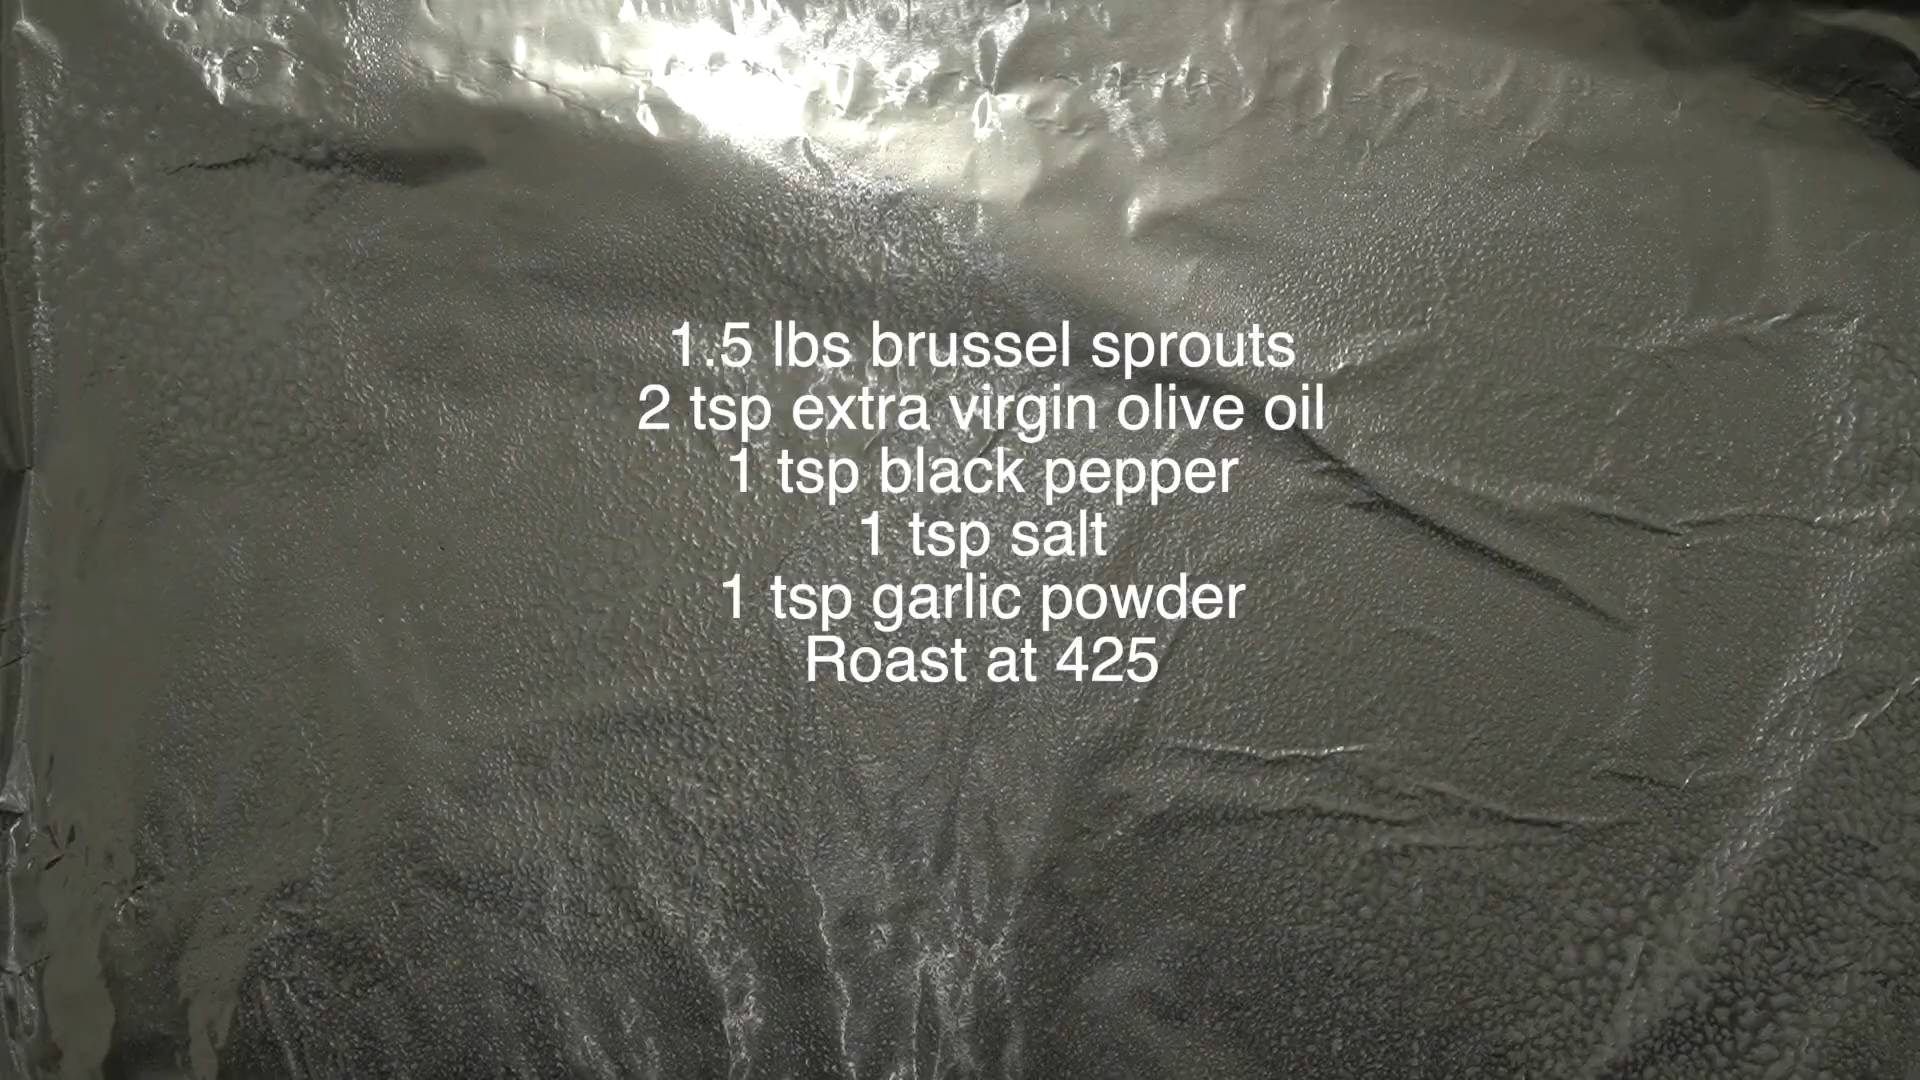 1.5 lbs brussel sprouts
2 tsp extra virgin olive oil
1 tsp black pepper
1 tsp salt
1 tsp garlic powder
Roast at 425